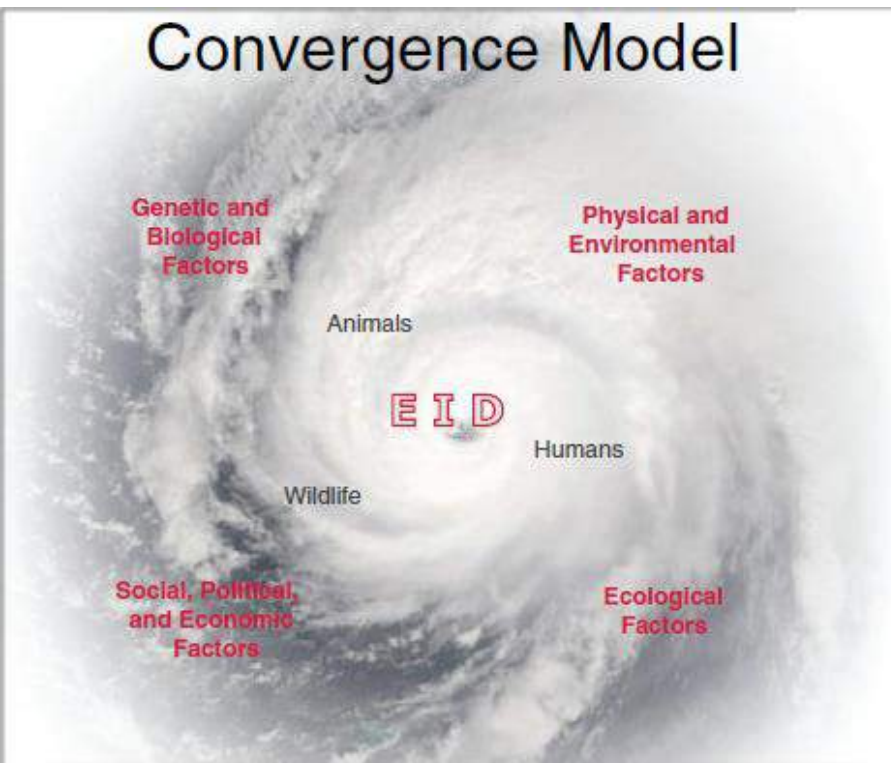 Convergence Model
Genetic and
Biological
Factors
Physical and
Environmental
Factors
Animals
EID
Humans
Wildlife
Social, Political,
and Economic
Factors
Ecological
Factors